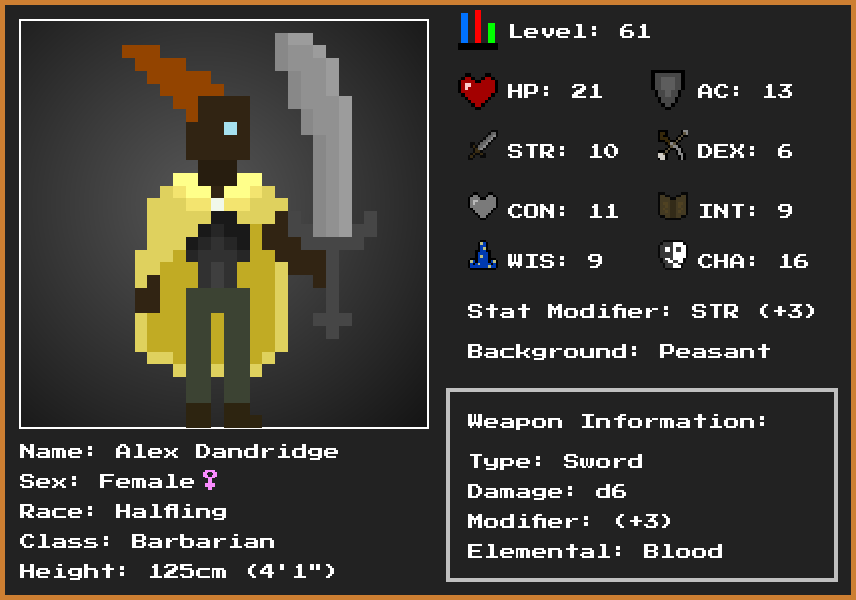 Level: 61
HP: 21
AC: 13
STR: 10
DEX: 6
CON: 11
INT: 9
WIS: 9
CHA: 16
Stat Modifier: STR (+3)
Background: Peasant
Weapon Information:
Type: Sword
Damage: d6
Modifier: (+3)
Elemental: Blood
Name: Alex Dandridge
Sex: Female♀
Race: Halfling
Class: Barbarian
Height: 125cm (4'1")